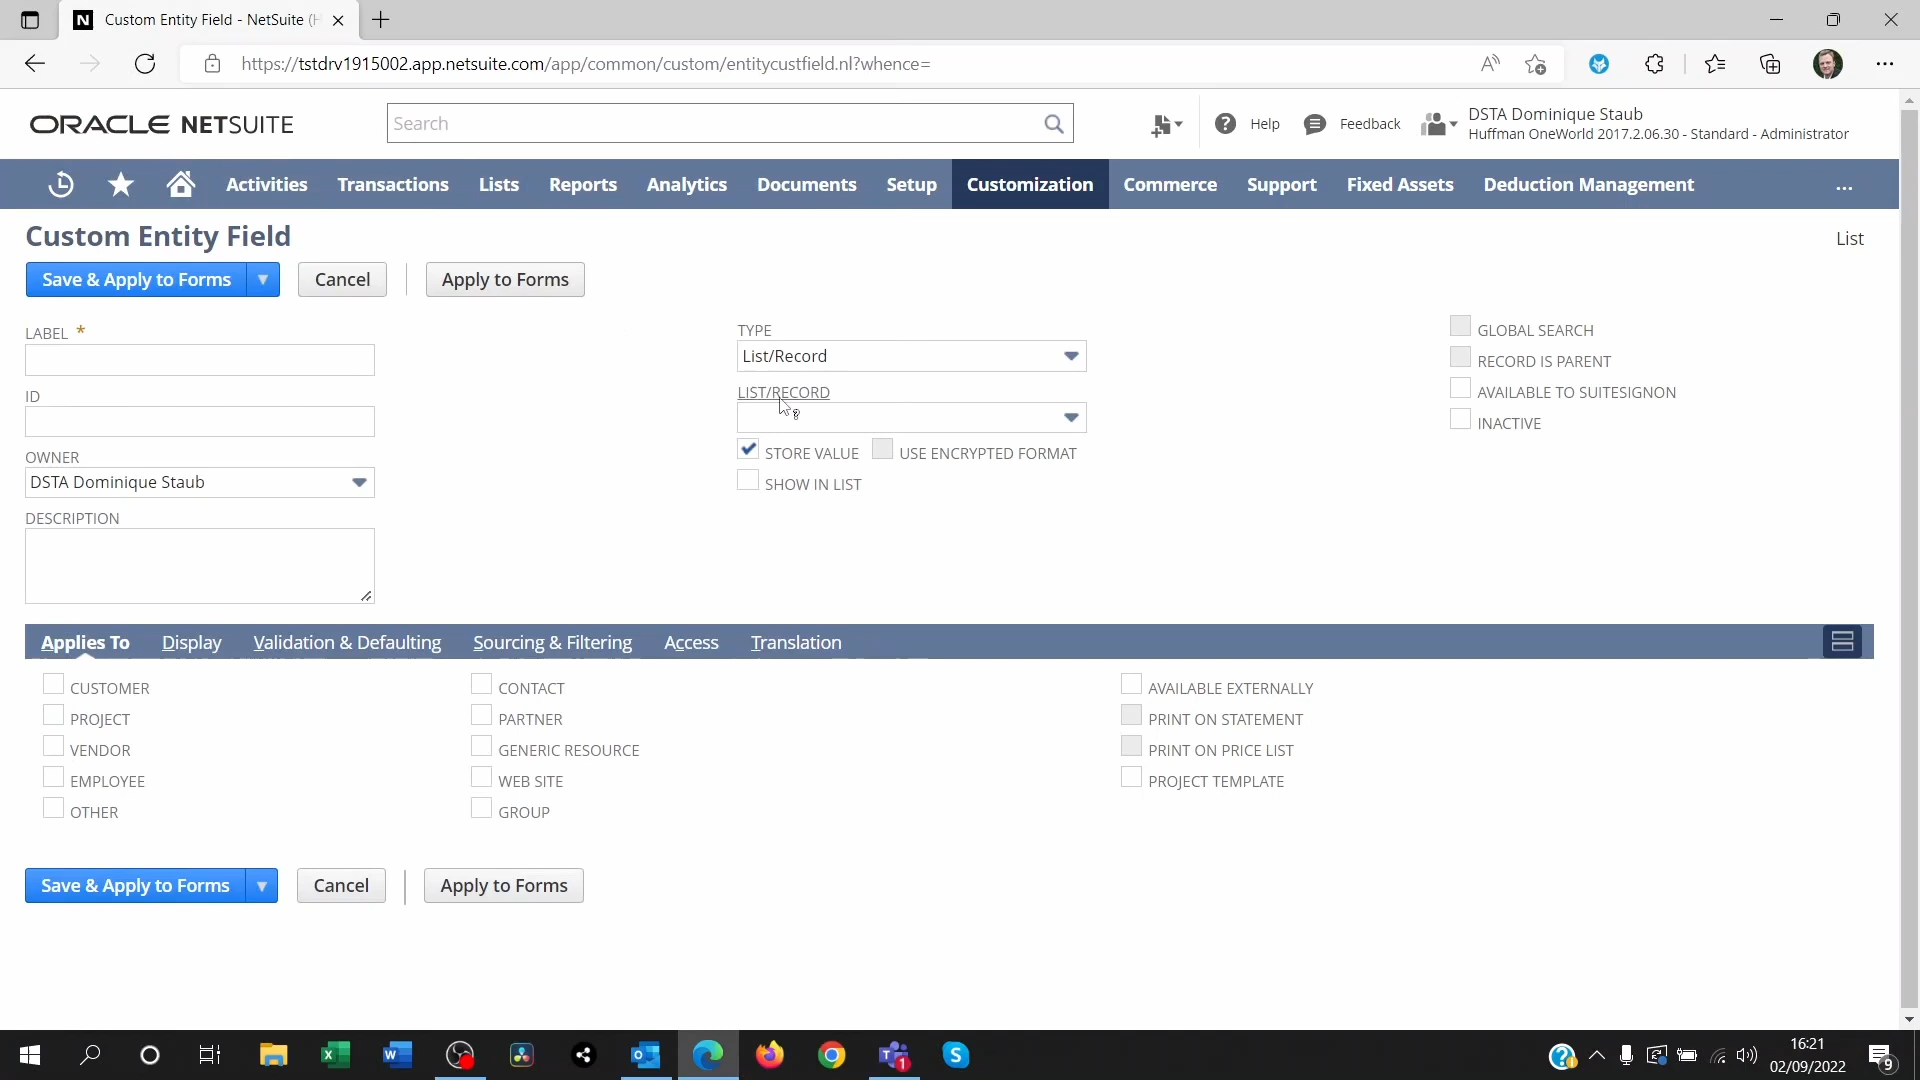 Custom Entity Field - NetSuite (H
https://tstdrv1915002.app.netsuite.com/app/common/custom/entitycustfield.nl?whence=
ORACLE NETSUITE
Search
Help
Feedback
DSTA Dominique Staub
Huffman OneWorld 2017.2.06.30 - Standard - Administrator
Activities
Transactions
Lists
Reports
Analytics
Documents
Setup
Customization
Commerce
Support
Fixed Assets
Deduction Management
...
Custom Entity Field
List
Save & Apply to Forms
Cancel
Apply to Forms
LABEL *
ID
OWNER
DSTA Dominique Staub
DESCRIPTION
TYPE
List/Record
LIST/RECORD
STORE VALUE
USE ENCRYPTED FORMAT
SHOW IN LIST
GLOBAL SEARCH
RECORD IS PARENT
AVAILABLE TO SUITESIGNON
INACTIVE
Applies To
Display
Validation & Defaulting
Sourcing & Filtering
Access
Translation
CUSTOMER
PROJECT
VENDOR
EMPLOYEE
OTHER
CONTACT
PARTNER
GENERIC RESOURCE
WEB SITE
GROUP
AVAILABLE EXTERNALLY
PRINT ON STATEMENT
PRINT ON PRICE LIST
PROJECT TEMPLATE
Save & Apply to Forms
Cancel
Apply to Forms
16:21
02/09/2022
9